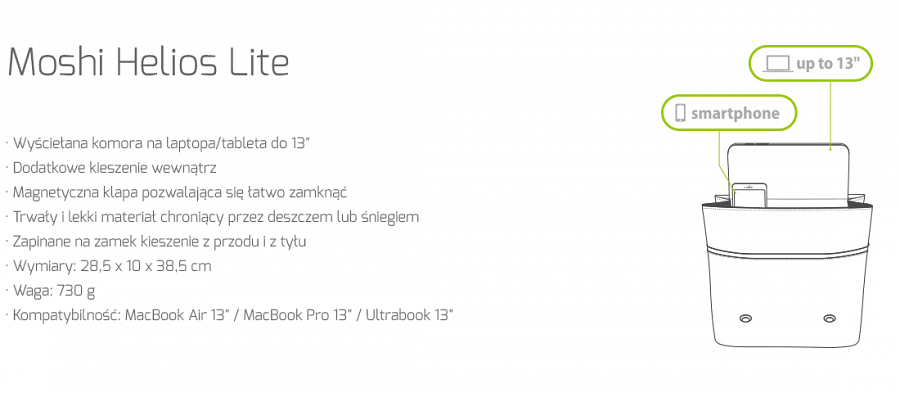 Moshi Helios Lite
up to 13"
smartphone
· Wyściełana komora na laptopa/tableta do 13"
· Dodatkowe kieszenie wewnątrz
· Magnetyczna klapa pozwalająca się łatwo zamknąć
· Trwały i lekki materiał chroniący przez deszczem lub śniegiem
· Zapinane na zamek kieszenie z przodu i z tyłu
· Wymiary: 28,5 x 10 x 38,5 cm
· Waga: 730 g
· Kompatybilność: MacBook Air 13" / MacBook Pro 13" / Ultrabook 13"